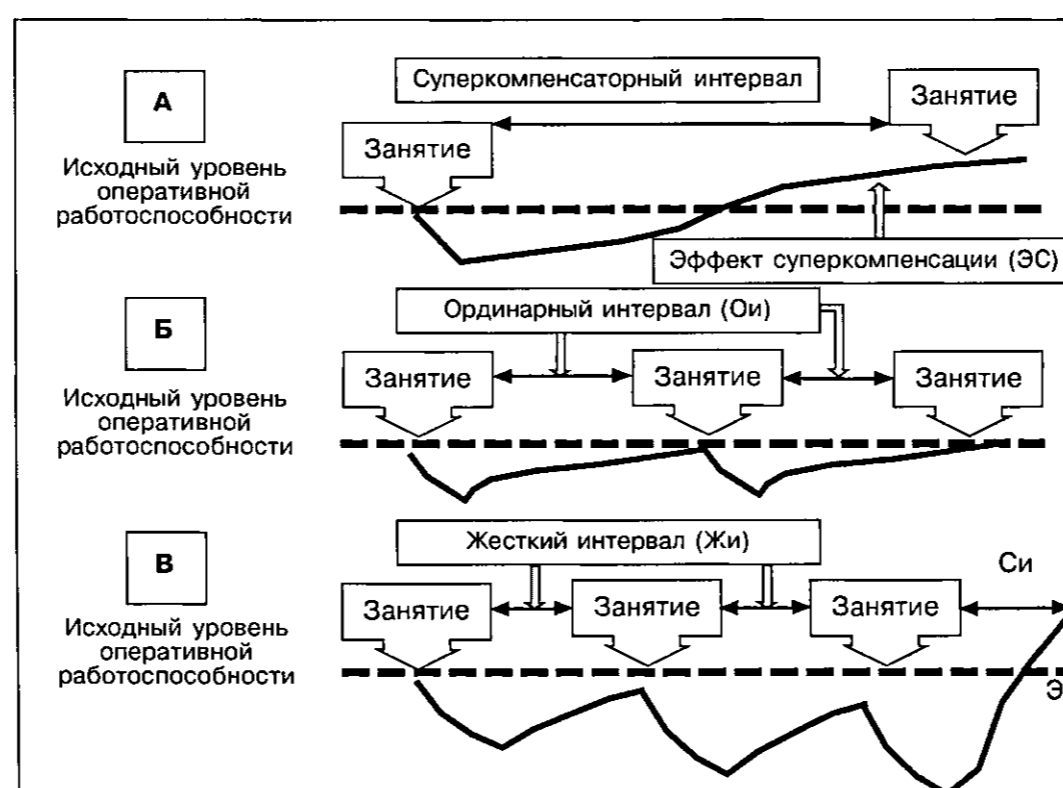 А
Исходный уровень
оперативной
работоспособности
Суперкомпенсаторный интервал
Занятие
Занятие
Эффект суперкомпенсации (ЭС)
Б
Исходный уровень
оперативной
работоспособности
Ординарный интервал (Ои)
Занятие
Занятие
Занятие
В
Исходный уровень
оперативной
работоспособности
Жесткий интервал (Жи)
Си
Занятие
Занятие
Занятие